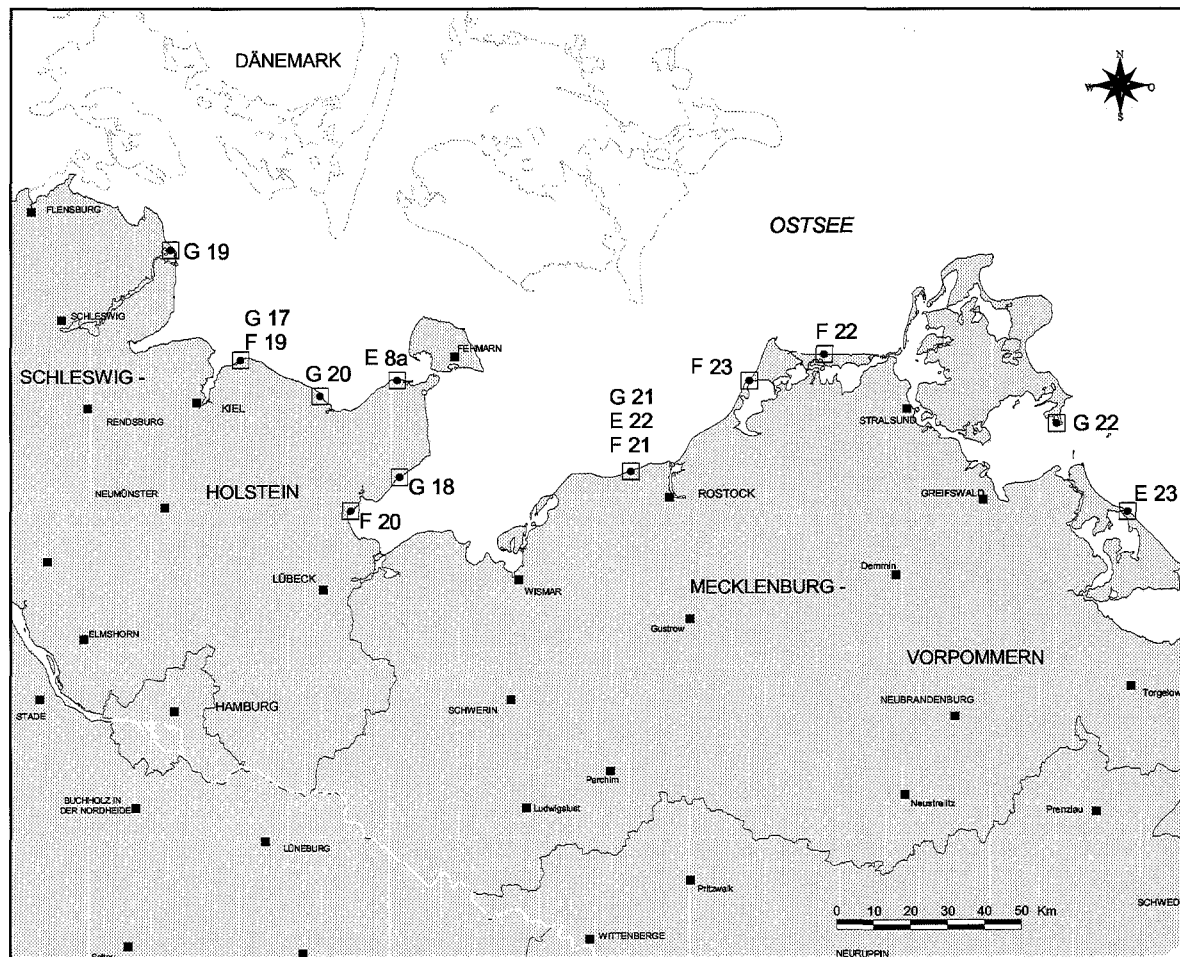 DÄNEMARK
N
W O
S
FLENSBURG
OSTSEE
G 19
SCHLESWIG
G 17
F 19
E 8a
FEHMARN
F 22
SCHLESWIG -
G 20
F 23
RENDSBURG
KIEL
G 21
E 22
F 21
STRALSUND
G 22
NEUMÜNSTER
HOLSTEIN
G 18
F 20
ROSTOCK
GREIFSWALD
E 23
LÜBECK
WISMAR
MECKLENBURG -
Demmin
ELMSHORN
Gustrow
VORPOMMERN
STADE
HAMBURG
SCHWERIN
NEUBRANDENBURG
Torgelow
BUCHHOLZ IN
DER NORDHEIDE
Parchim
Ludwigslust
Neustrelitz
Prenzlau
LÜNEBURG
Pritzwalk
SCHWED
0 10 20 30 40 50 Km
WITTENBERGE
NEURUPPIN